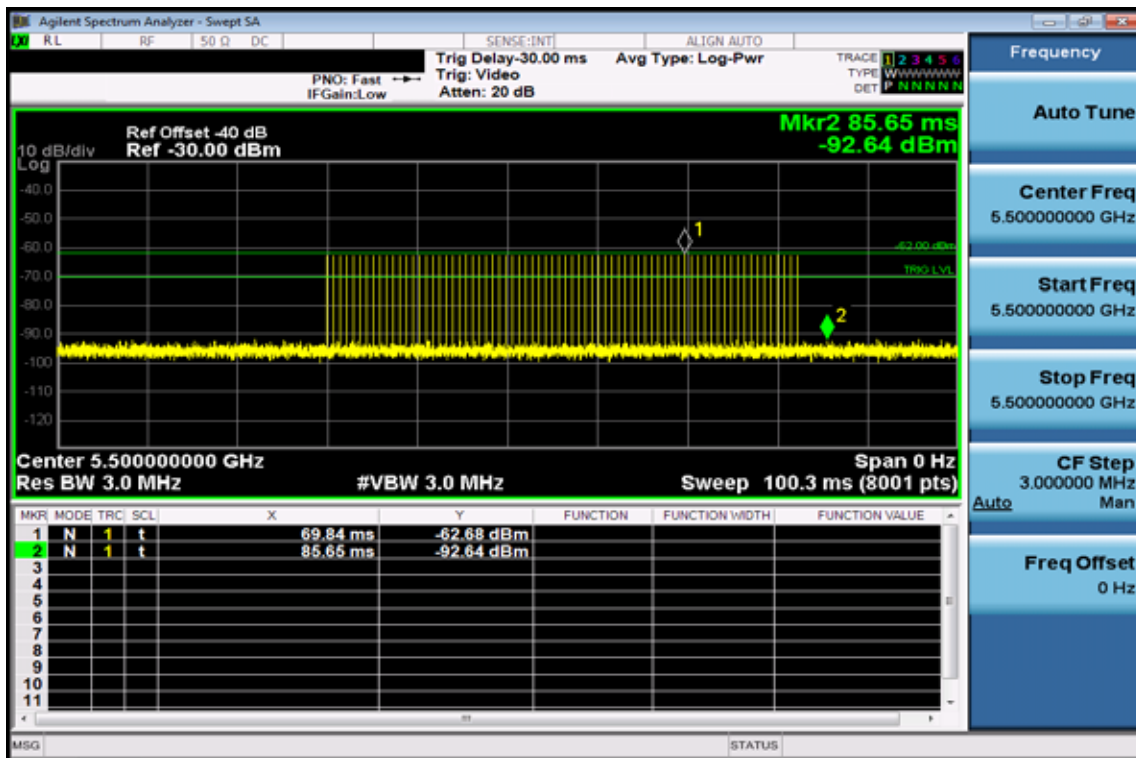 Agilent Spectrum Analyzer - Swept SA
RL RF 50 Ω DC SENSE:INT ALIGN AUTO
Trig Delay-30.00 ms Avg Type: Log-Pwr TRACE 1 2 3 4 5 6
PNO: Fast Trig: Video TYPE WWWWWW
IFGain:Low Atten: 20 dB DET P N N N N N
Mkr2 85.65 ms
-92.64 dBm
Ref Offset -40 dB
10 dB/div Ref -30.00 dBm
Log
-40.0
-50.0
1
-60.0
-62.00 dBm
-70.0
TRIG LVL
-80.0
2
-90.0
-100
-110
-120
Center 5.500000000 GHz Span 0 Hz
Res BW 3.0 MHz #VBW 3.0 MHz Sweep 100.3 ms (8001 pts)
MKR MODE TRC SCL X Y FUNCTION FUNCTION WIDTH FUNCTION VALUE
1 N 1 t 69.84 ms -62.68 dBm
2 N 1 t 85.65 ms -92.64 dBm
3
4
5
6
7
8
9
10
11
MSG STATUS
Frequency
Auto Tune
Center Freq
5.500000000 GHz
Start Freq
5.500000000 GHz
Stop Freq
5.500000000 GHz
CF Step
3.000000 MHz
Auto Man
Freq Offset
0 Hz